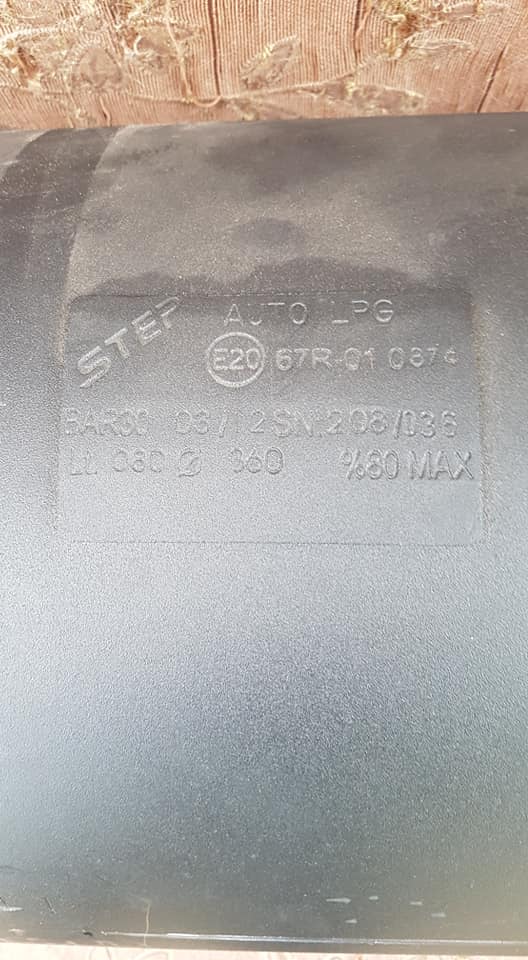 STEP AUTO LPG
E20 67R-01 0874
BAR30 03/12 SN:208/036
Lt. 080 Ø 360 %80 MAX